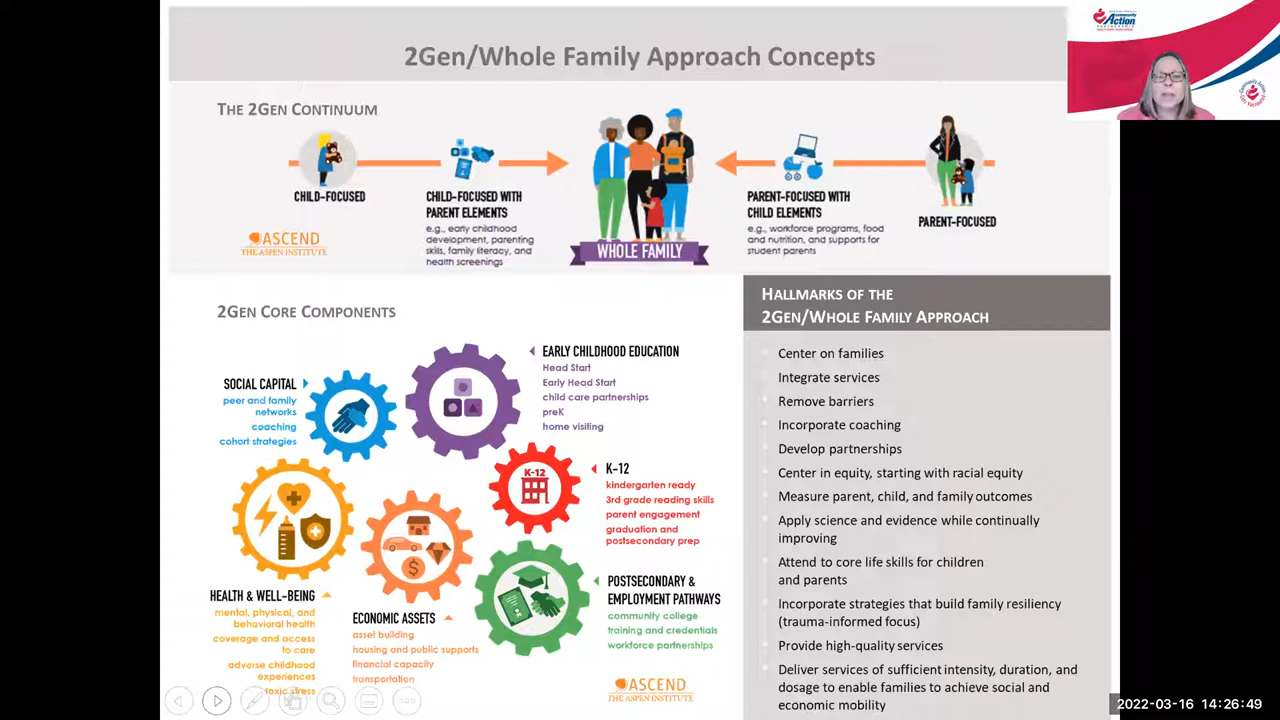 2Gen/Whole Family Approach Concepts
THE 2GEN CONTINUUM
CHILD-FOCUSED
CHILD-FOCUSED WITH
PARENT ELEMENTS
e.g., early childhood
development, parenting
skills, family literacy, and
health screenings
WHOLE FAMILY
PARENT-FOCUSED WITH
CHILD ELEMENTS
e.g., workforce programs, food
and nutrition, and supports for
student parents
PARENT-FOCUSED
ASCEND
THE ASPEN INSTITUTE
2GEN CORE COMPONENTS
SOCIAL CAPITAL
peer and family
networks
coaching
cohort strategies
EARLY CHILDHOOD EDUCATION
Head Start
Early Head Start
child care partnerships
preK
home visiting
K-12
K-12
kindergarten ready
3rd grade reading skills
parent engagement
graduation and
postsecondary prep
POSTSECONDARY &
EMPLOYMENT PATHWAYS
community college
training and credentials
workforce partnerships
HEALTH & WELL-BEING
mental, physical, and
behavioral health
coverage and access
to care
adverse childhood
experiences
toxic stress
ECONOMIC ASSETS
asset building
housing and public supports
financial capacity
transportation
ASCEND
THE ASPEN INSTITUTE
HALLMARKS OF THE
2GEN/WHOLE FAMILY APPROACH
Center on families
Integrate services
Remove barriers
Incorporate coaching
Develop partnerships
Center in equity, starting with racial equity
Measure parent, child, and family outcomes
Apply science and evidence while continually
improving
Attend to core life skills for children
and parents
Incorporate strategies that build family resiliency
(trauma-informed focus)
Provide high-quality services
Deliver services of sufficient intensity, duration, and
dosage to enable families to achieve social and
economic mobility
community
Action
2022-03-16 14:26:49